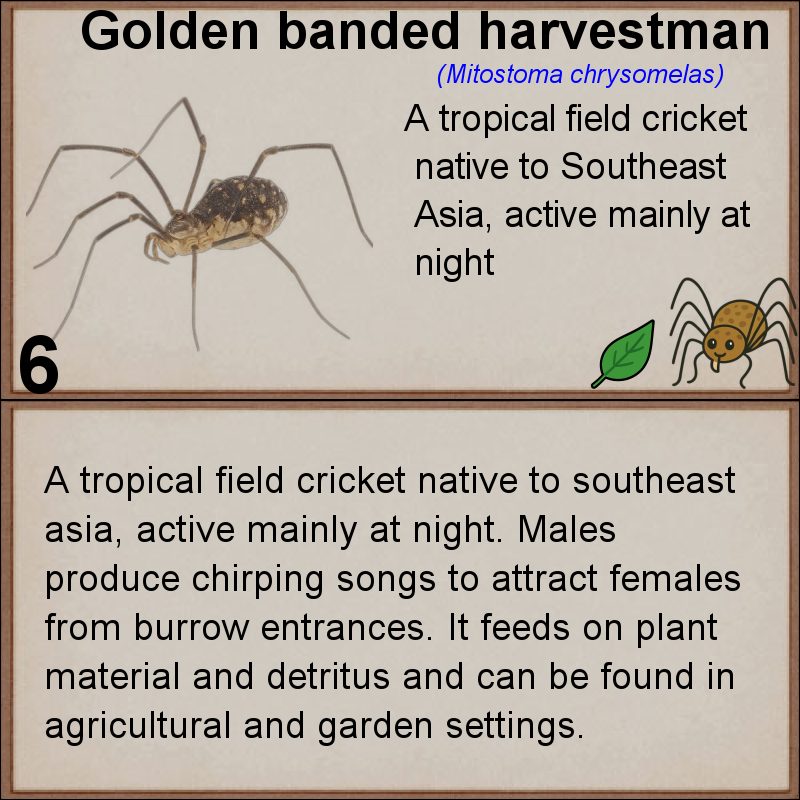 Golden banded harvestman
(Mitostoma chrysomelas)
A tropical field cricket
native to Southeast
Asia, active mainly at
night
6
A tropical field cricket native to southeast
asia, active mainly at night. Males
produce chirping songs to attract females
from burrow entrances. It feeds on plant
material and detritus and can be found in
agricultural and garden settings.